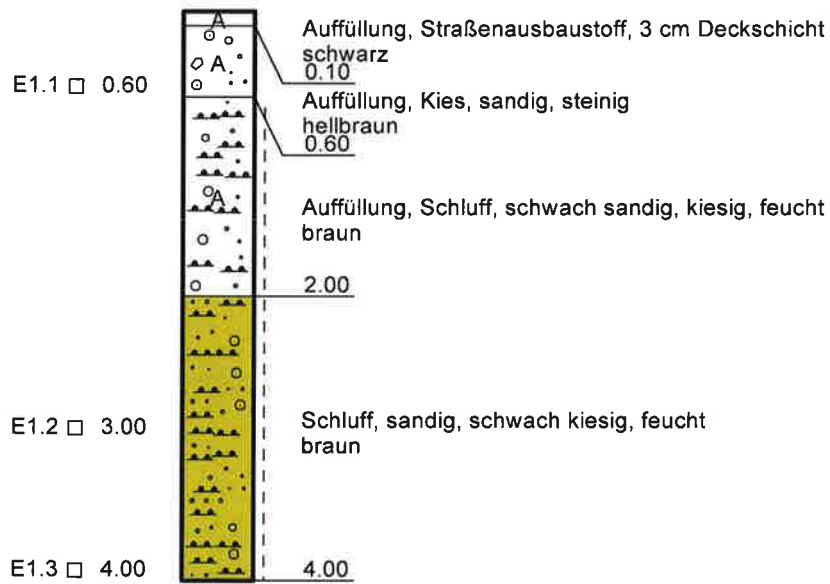 A
Auffüllung, Straßenausbaustoff, 3 cm Deckschicht
schwarz
0.10
A
E1.1 0.60
Auffüllung, Kies, sandig, steinig
hellbraun
0.60
A
Auffüllung, Schluff, schwach sandig, kiesig, feucht
braun
2.00
E1.2 3.00
Schluff, sandig, schwach kiesig, feucht
braun
E1.3 4.00
4.00